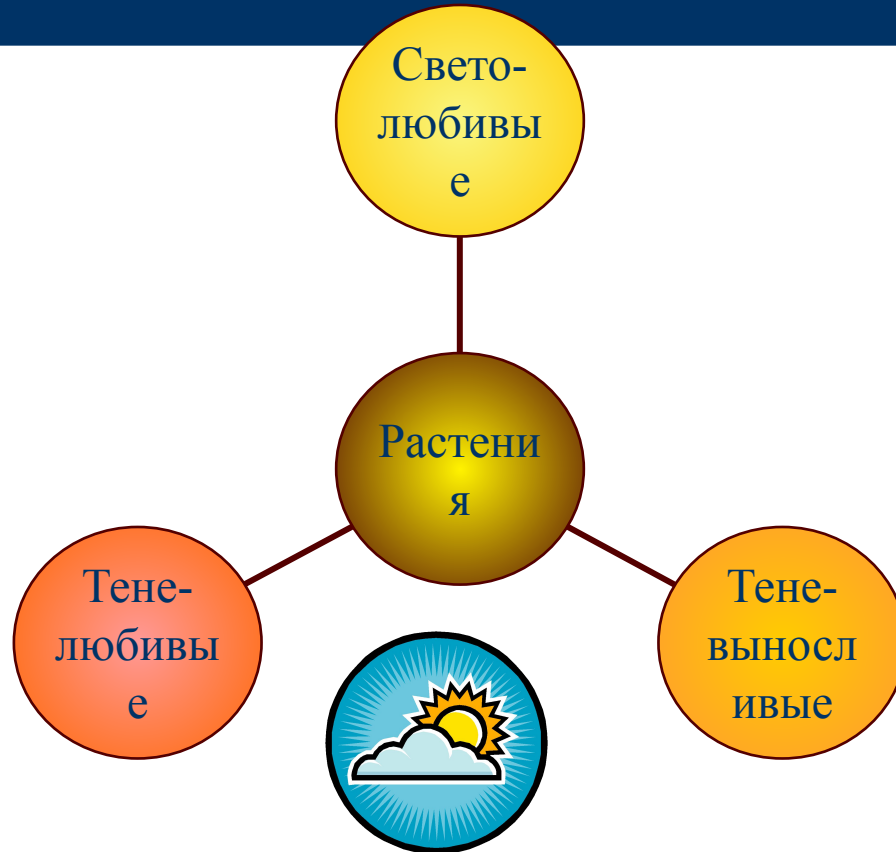 Свето-
любивы
е
Растени
я
Тене-
любивы
е
Тене-
выносл
ивые